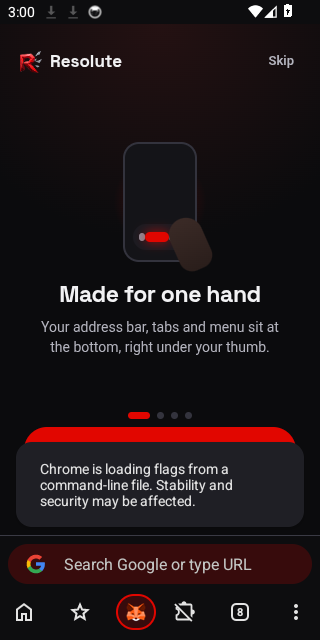 3:00
Resolute
Skip
Made for one hand
Your address bar, tabs and menu sit at
the bottom, right under your thumb.
Chrome is loading flags from a
command-line file. Stability and
security may be affected.
Search Google or type URL
8